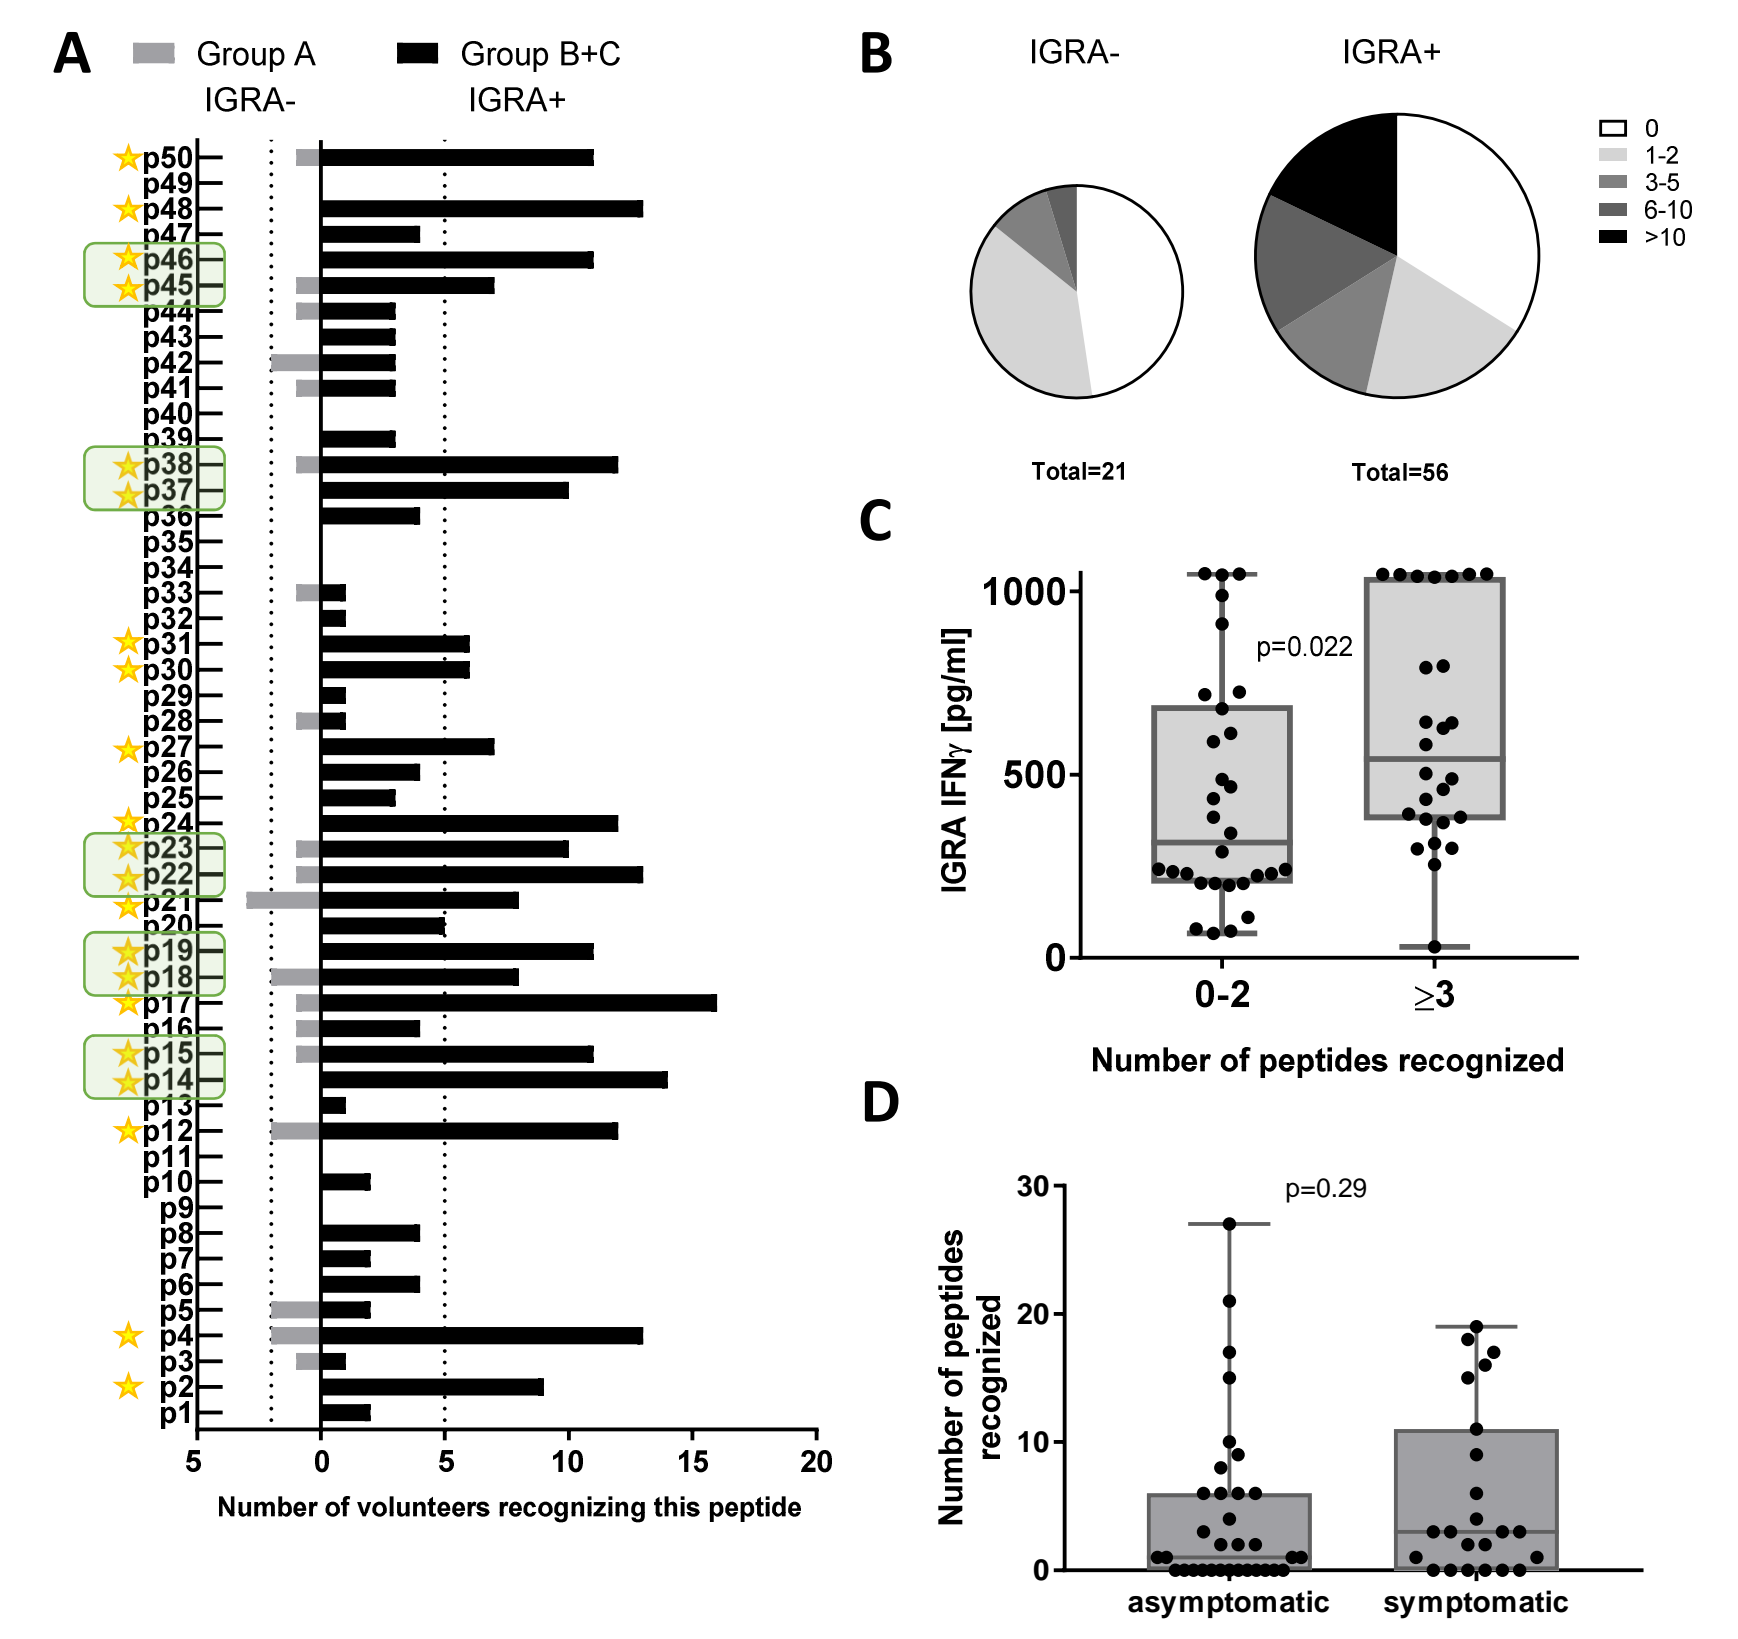 A
Group A
Group B+C
IGRA-
IGRA+
p50
p49
p48
p47
p46
p45
p44
p43
p42
p41
p40
p39
p38
p37
p36
p35
p34
p33
p32
p31
p30
p29
p28
p27
p26
p25
p24
p23
p22
p21
p20
p19
p18
p17
p16
p15
p14
p13
p12
p11
p10
p9
p8
p7
p6
p5
p4
p3
p2
p1
5 0 5 10 15 20
Number of volunteers recognizing this peptide
B
IGRA-
IGRA+
0
1-2
3-5
6-10
>10
Total=21
Total=56
C
IGRA IFNγ [pg/ml]
1000
500
0
p=0.022
0-2
≥3
Number of peptides recognized
D
Number of peptides
recognized
30
20
10
0
p=0.29
asymptomatic
symptomatic